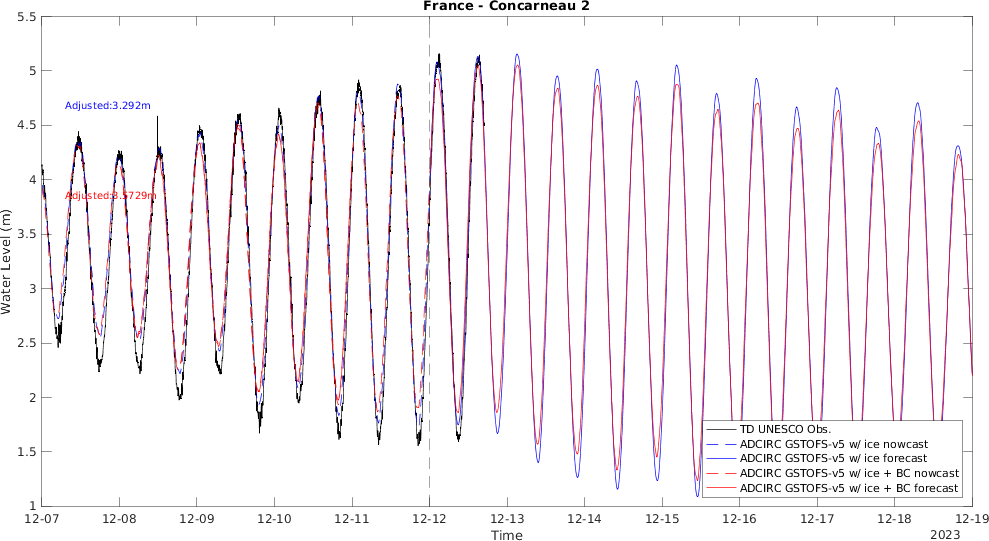 France - Concarneau 2
5.5
5
4.5
4
3.5
3
2.5
2
1.5
1
Water Level (m)
Adjusted:3.292m
Adjusted:3.3729m
TD UNESCO Obs.
ADCIRC GSTOFS-v5 w/ ice nowcast
ADCIRC GSTOFS-v5 w/ ice forecast
ADCIRC GSTOFS-v5 w/ ice + BC nowcast
ADCIRC GSTOFS-v5 w/ ice + BC forecast
12-07 12-08 12-09 12-10 12-11 12-12 12-13 12-14 12-15 12-16 12-17 12-18 12-19
Time
2023